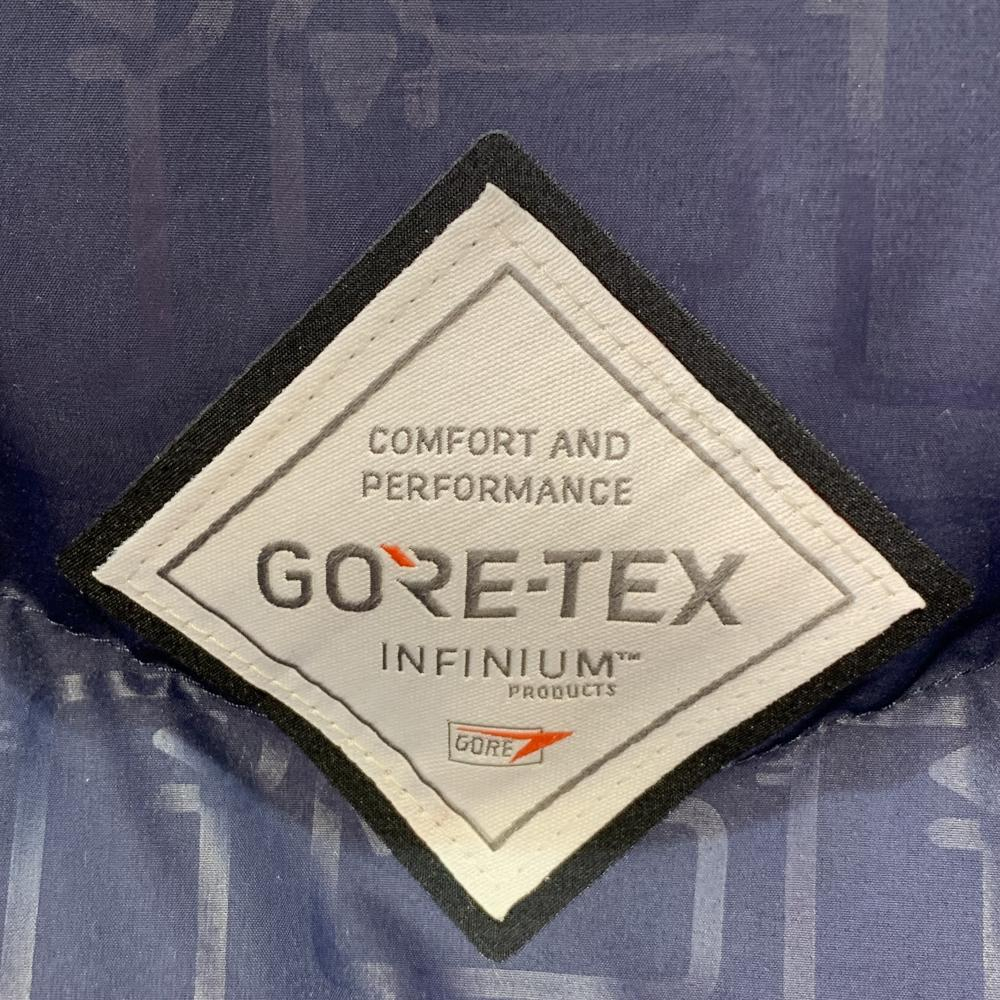 COMFORT AND
PERFORMANCE
GORE-TEX
INFINIUM™
PRODUCTS
GORE